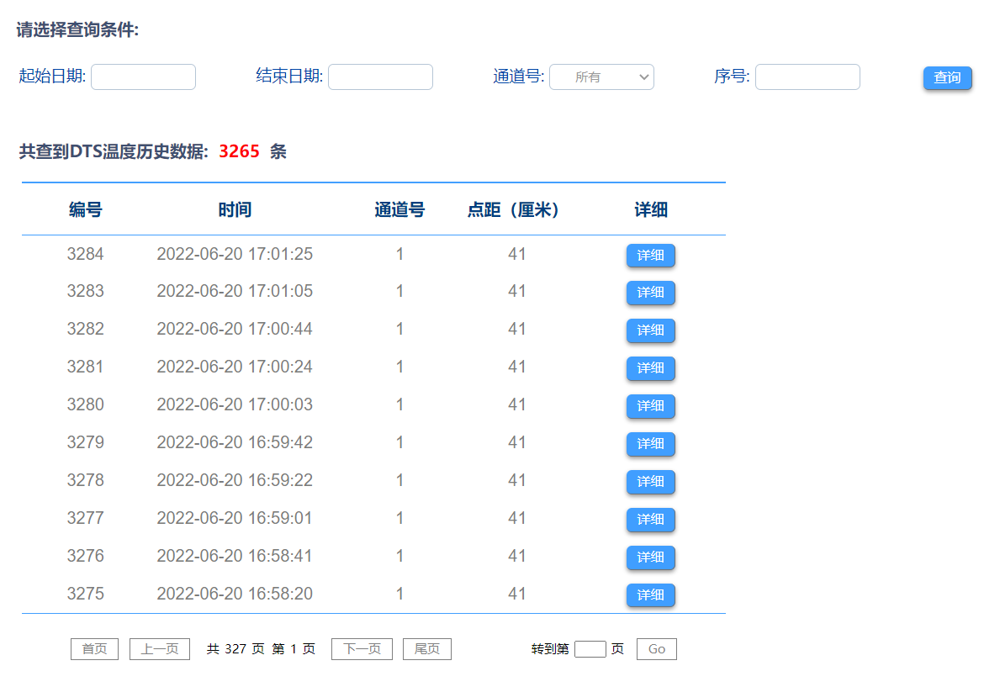 请选择查询条件:
起始日期: 结束日期: 通道号: 所有 序号: 查询
共查到DTS温度历史数据: 3265 条
编号 时间 通道号 点距（厘米） 详细
3284 2022-06-20 17:01:25 1 41 详细
3283 2022-06-20 17:01:05 1 41 详细
3282 2022-06-20 17:00:44 1 41 详细
3281 2022-06-20 17:00:24 1 41 详细
3280 2022-06-20 17:00:03 1 41 详细
3279 2022-06-20 16:59:42 1 41 详细
3278 2022-06-20 16:59:22 1 41 详细
3277 2022-06-20 16:59:01 1 41 详细
3276 2022-06-20 16:58:41 1 41 详细
3275 2022-06-20 16:58:20 1 41 详细
首页 上一页 共 327 页 第 1 页 下一页 尾页 转到第 页 Go